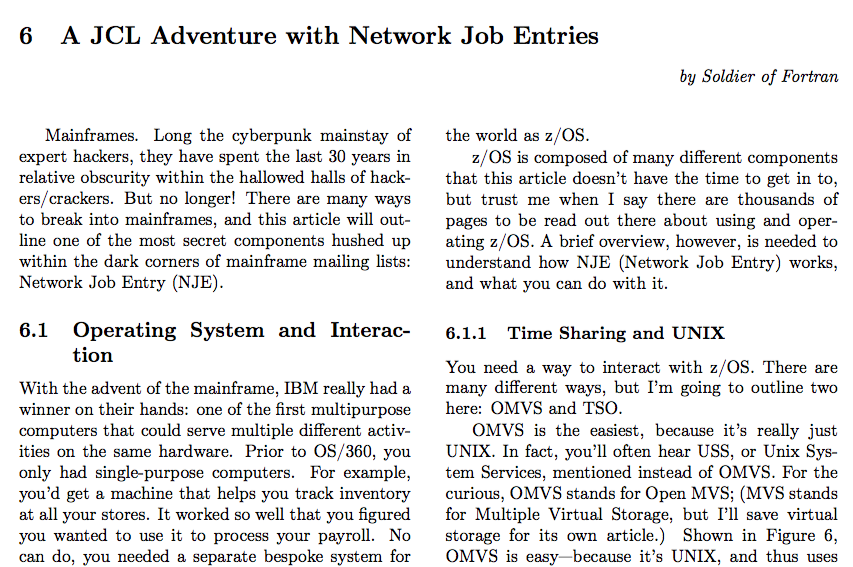 6 A JCL Adventure with Network Job Entries
by Soldier of Fortran
Mainframes. Long the cyberpunk mainstay of
expert hackers, they have spent the last 30 years in
relative obscurity within the hallowed halls of hack-
ers/crackers. But no longer! There are many ways
to break into mainframes, and this article will out-
line one of the most secret components hushed up
within the dark corners of mainframe mailing lists:
Network Job Entry (NJE).
6.1 Operating System and Interac-
tion
With the advent of the mainframe, IBM really had a
winner on their hands: one of the first multipurpose
computers that could serve multiple different activ-
ities on the same hardware. Prior to OS/360, you
only had single-purpose computers. For example,
you'd get a machine that helps you track inventory
at all your stores. It worked so well that you figured
you wanted to use it to process your payroll. No
can do, you needed a separate bespoke system for
the world as z/OS.
z/OS is composed of many different components
that this article doesn't have the time to get in to,
but trust me when I say there are thousands of
pages to be read out there about using and oper-
ating z/OS. A brief overview, however, is needed to
understand how NJE (Network Job Entry) works,
and what you can do with it.
6.1.1 Time Sharing and UNIX
You need a way to interact with z/OS. There are
many different ways, but I'm going to outline two
here: OMVS and TSO.
OMVS is the easiest, because it's really just
UNIX. In fact, you'll often hear USS, or Unix Sys-
tem Services, mentioned instead of OMVS. For the
curious, OMVS stands for Open MVS; (MVS stands
for Multiple Virtual Storage, but I'll save virtual
storage for its own article.) Shown in Figure 6,
OMVS is easy—because it's UNIX, and thus uses